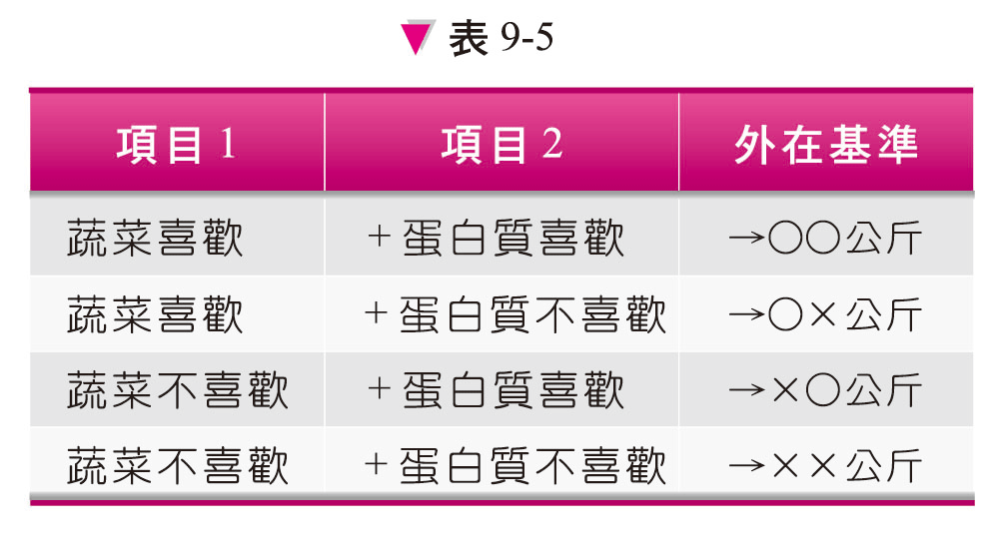 ▼ 表 9-5
項目 1 項目 2 外在基準
蔬菜喜歡 +蛋白質喜歡 →○○公斤
蔬菜喜歡 +蛋白質不喜歡 →○×公斤
蔬菜不喜歡 +蛋白質喜歡 →×○公斤
蔬菜不喜歡 +蛋白質不喜歡 →××公斤